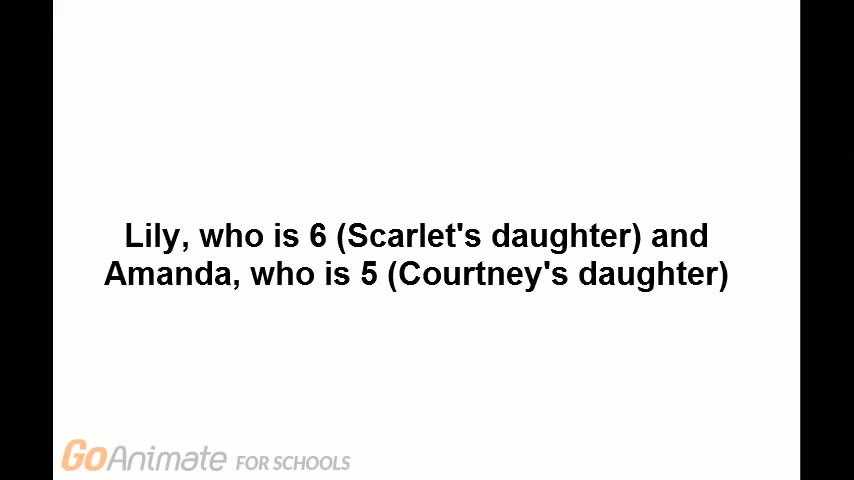 Lily, who is 6 (Scarlet's daughter) and
Amanda, who is 5 (Courtney's daughter)
GoAnimate FOR SCHOOLS